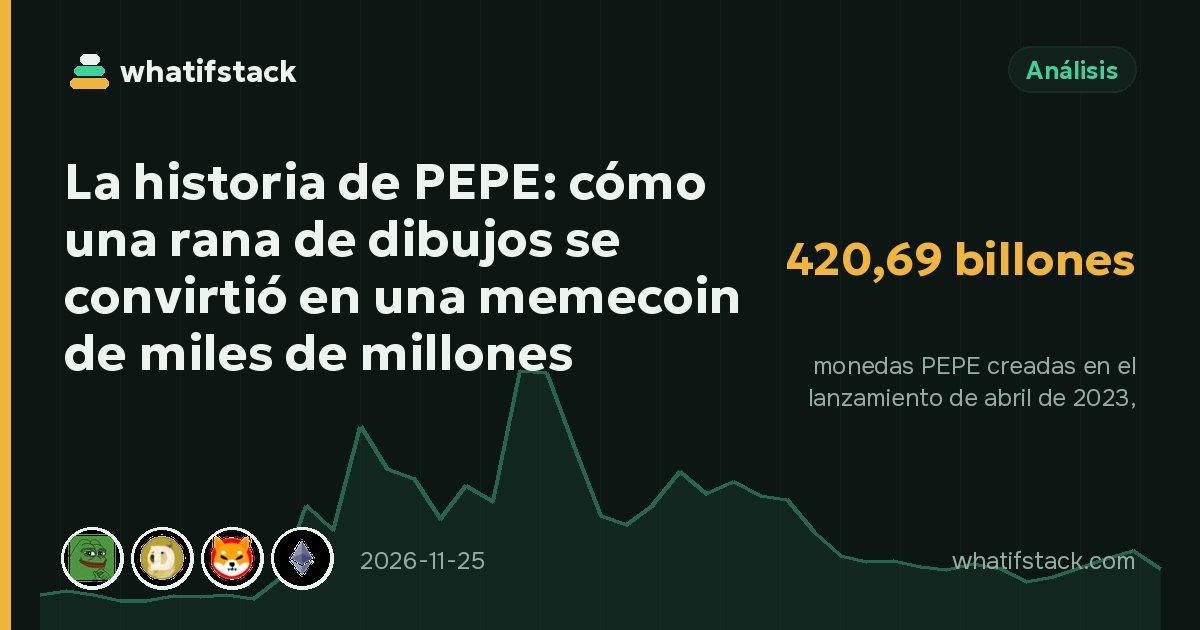 whatifstack
Análisis
La historia de PEPE: cómo
una rana de dibujos se
convirtió en una memecoin
de miles de millones
420,69 billones
monedas PEPE creadas en el
lanzamiento de abril de 2023,
2026-11-25
whatifstack.com